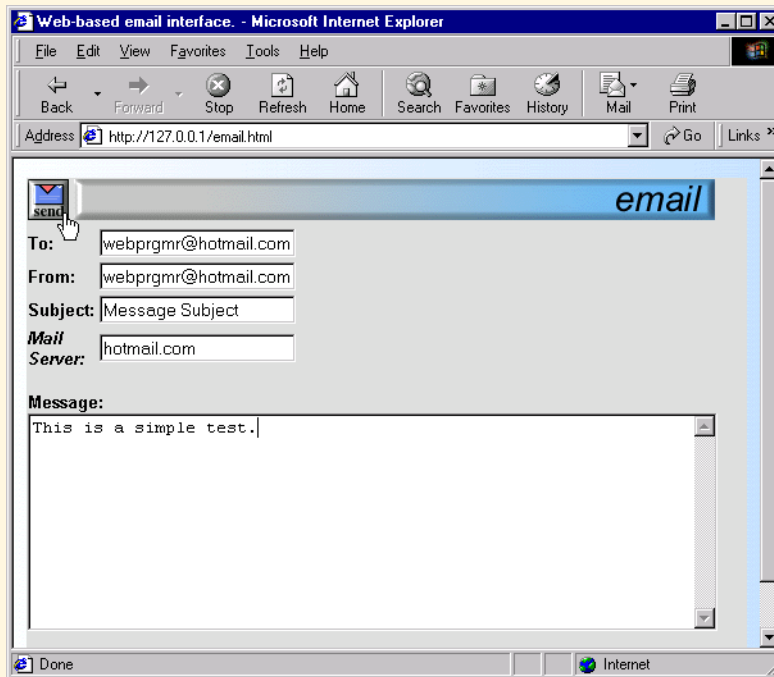 Web-based email interface. - Microsoft Internet Explorer
File Edit View Favorites Tools Help
Back Forward Stop Refresh Home Search Favorites History Mail Print
Address http://127.0.0.1/email.html Go Links »
send email
To: webprgmr@hotmail.com
From: webprgmr@hotmail.com
Subject: Message Subject
Mail
Server: hotmail.com
Message:
This is a simple test.
Done Internet